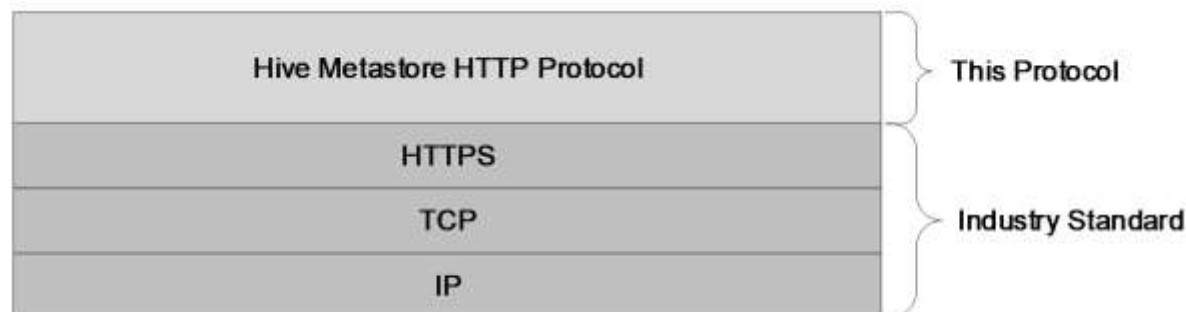 Hive Metastore HTTP Protocol
This Protocol
HTTPS
TCP
Industry Standard
IP